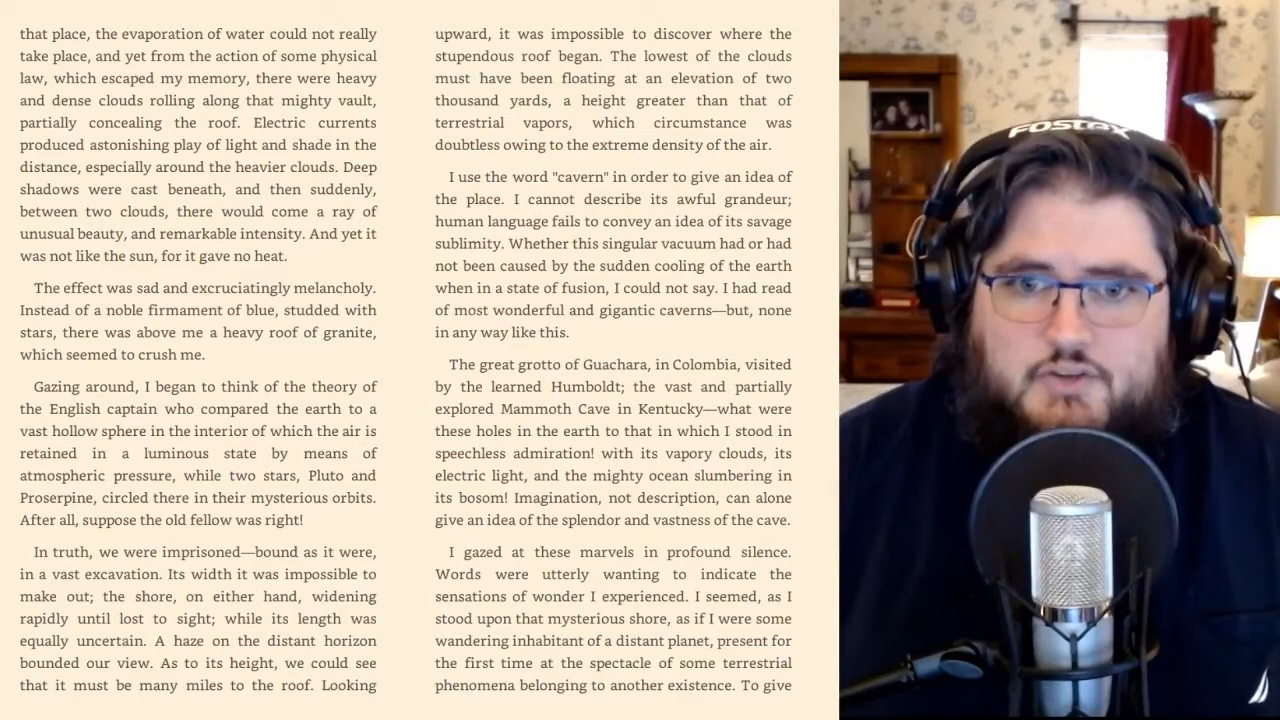 that place, the evaporation of water could not really
take place, and yet from the action of some physical
law, which escaped my memory, there were heavy
and dense clouds rolling along that mighty vault,
partially concealing the roof. Electric currents
produced astonishing play of light and shade in the
distance, especially around the heavier clouds. Deep
shadows were cast beneath, and then suddenly,
between two clouds, there would come a ray of
unusual beauty, and remarkable intensity. And yet it
was not like the sun, for it gave no heat.
The effect was sad and excruciatingly melancholy.
Instead of a noble firmament of blue, studded with
stars, there was above me a heavy roof of granite,
which seemed to crush me.
Gazing around, I began to think of the theory of
the English captain who compared the earth to a
vast hollow sphere in the interior of which the air is
retained in a luminous state by means of
atmospheric pressure, while two stars, Pluto and
Proserpine, circled there in their mysterious orbits.
After all, suppose the old fellow was right!
In truth, we were imprisoned—bound as it were,
in a vast excavation. Its width it was impossible to
make out; the shore, on either hand, widening
rapidly until lost to sight; while its length was
equally uncertain. A haze on the distant horizon
bounded our view. As to its height, we could see
that it must be many miles to the roof. Looking
upward, it was impossible to discover where the
stupendous roof began. The lowest of the clouds
must have been floating at an elevation of two
thousand yards, a height greater than that of
terrestrial vapors, which circumstance was
doubtless owing to the extreme density of the air.
I use the word "cavern" in order to give an idea of
the place. I cannot describe its awful grandeur;
human language fails to convey an idea of its savage
sublimity. Whether this singular vacuum had or had
not been caused by the sudden cooling of the earth
when in a state of fusion, I could not say. I had read
of most wonderful and gigantic caverns—but, none
in any way like this.
The great grotto of Guachara, in Colombia, visited
by the learned Humboldt; the vast and partially
explored Mammoth Cave in Kentucky—what were
these holes in the earth to that in which I stood in
speechless admiration! with its vapory clouds, its
electric light, and the mighty ocean slumbering in
its bosom! Imagination, not description, can alone
give an idea of the splendor and vastness of the cave.
I gazed at these marvels in profound silence.
Words were utterly wanting to indicate the
sensations of wonder I experienced. I seemed, as I
stood upon that mysterious shore, as if I were some
wandering inhabitant of a distant planet, present for
the first time at the spectacle of some terrestrial
phenomena belonging to another existence. To give
FOSTEX